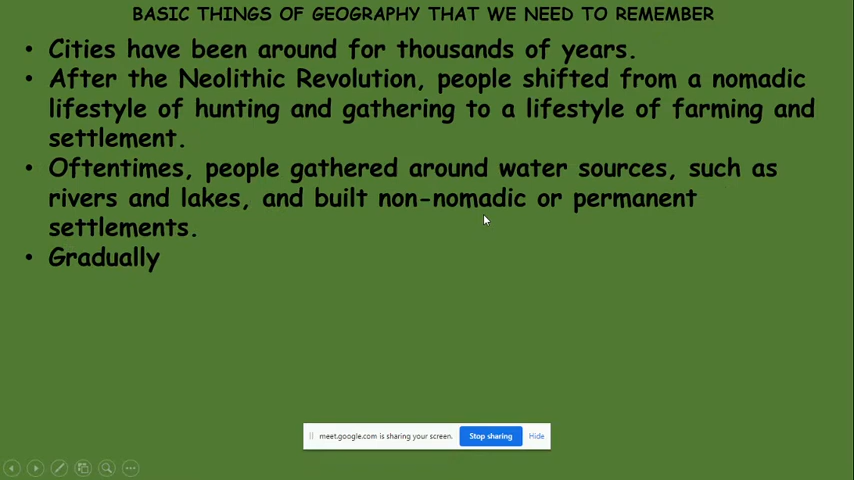 BASIC THINGS OF GEOGRAPHY THAT WE NEED TO REMEMBER
• Cities have been around for thousands of years.
• After the Neolithic Revolution, people shifted from a nomadic
lifestyle of hunting and gathering to a lifestyle of farming and
settlement.
• Oftentimes, people gathered around water sources, such as
rivers and lakes, and built non-nomadic or permanent
settlements.
• Gradually
meet.google.com is sharing your screen. Stop sharing Hide